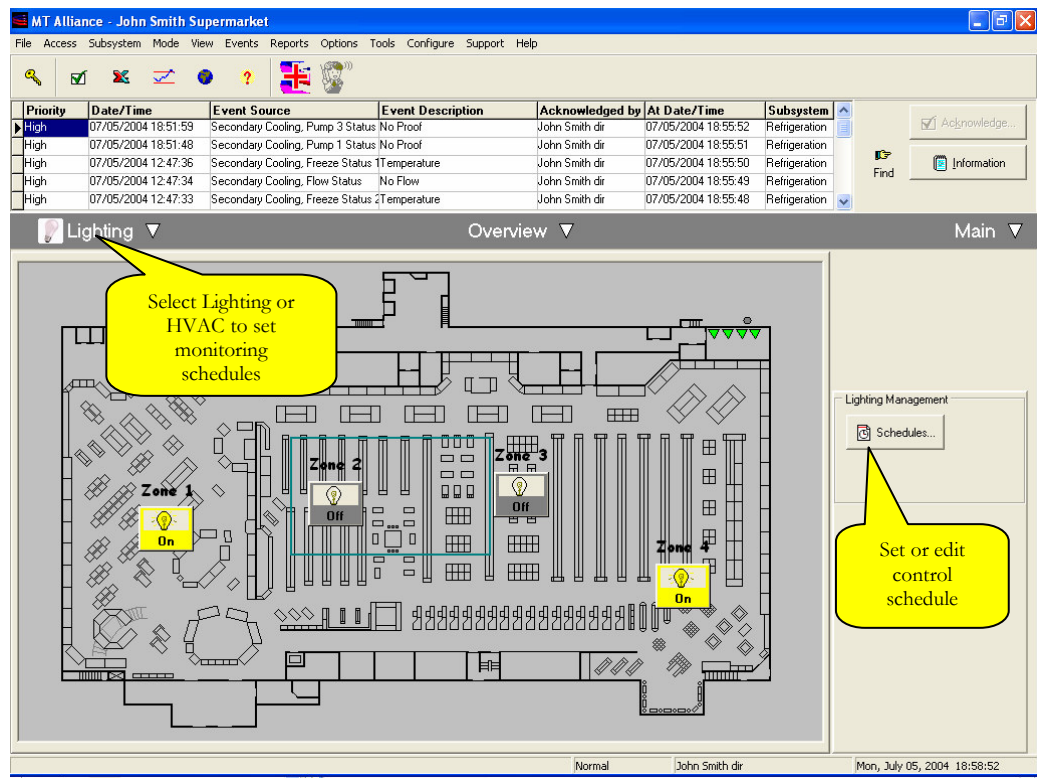 MT Alliance - John Smith Supermarket
File Access Subsystem Mode View Events Reports Options Tools Configure Support Help
Priority Date/Time Event Source Event Description Acknowledged by At Date/Time Subsystem
High 07/05/2004 18:51:59 Secondary Cooling, Pump 3 Status No Proof John Smith dir 07/05/2004 18:55:52 Refrigeration
High 07/05/2004 18:51:48 Secondary Cooling, Pump 1 Status No Proof John Smith dir 07/05/2004 18:55:51 Refrigeration
High 07/05/2004 12:47:36 Secondary Cooling, Freeze Status 1 Temperature John Smith dir 07/05/2004 18:55:50 Refrigeration
High 07/05/2004 12:47:34 Secondary Cooling, Flow Status No Flow John Smith dir 07/05/2004 18:55:49 Refrigeration
High 07/05/2004 12:47:33 Secondary Cooling, Freeze Status 2 Temperature John Smith dir 07/05/2004 18:55:48 Refrigeration
Acknowledge...
Find
Information
Lighting Overview Main
Select Lighting or
HVAC to set
monitoring
schedules
Lighting Management
Schedules...
Zone 1
On
Zone 2
Off
Zone 3
Off
Zone 4
On
Set or edit
control
schedule
Normal John Smith dir Mon, July 05, 2004 18:58:52